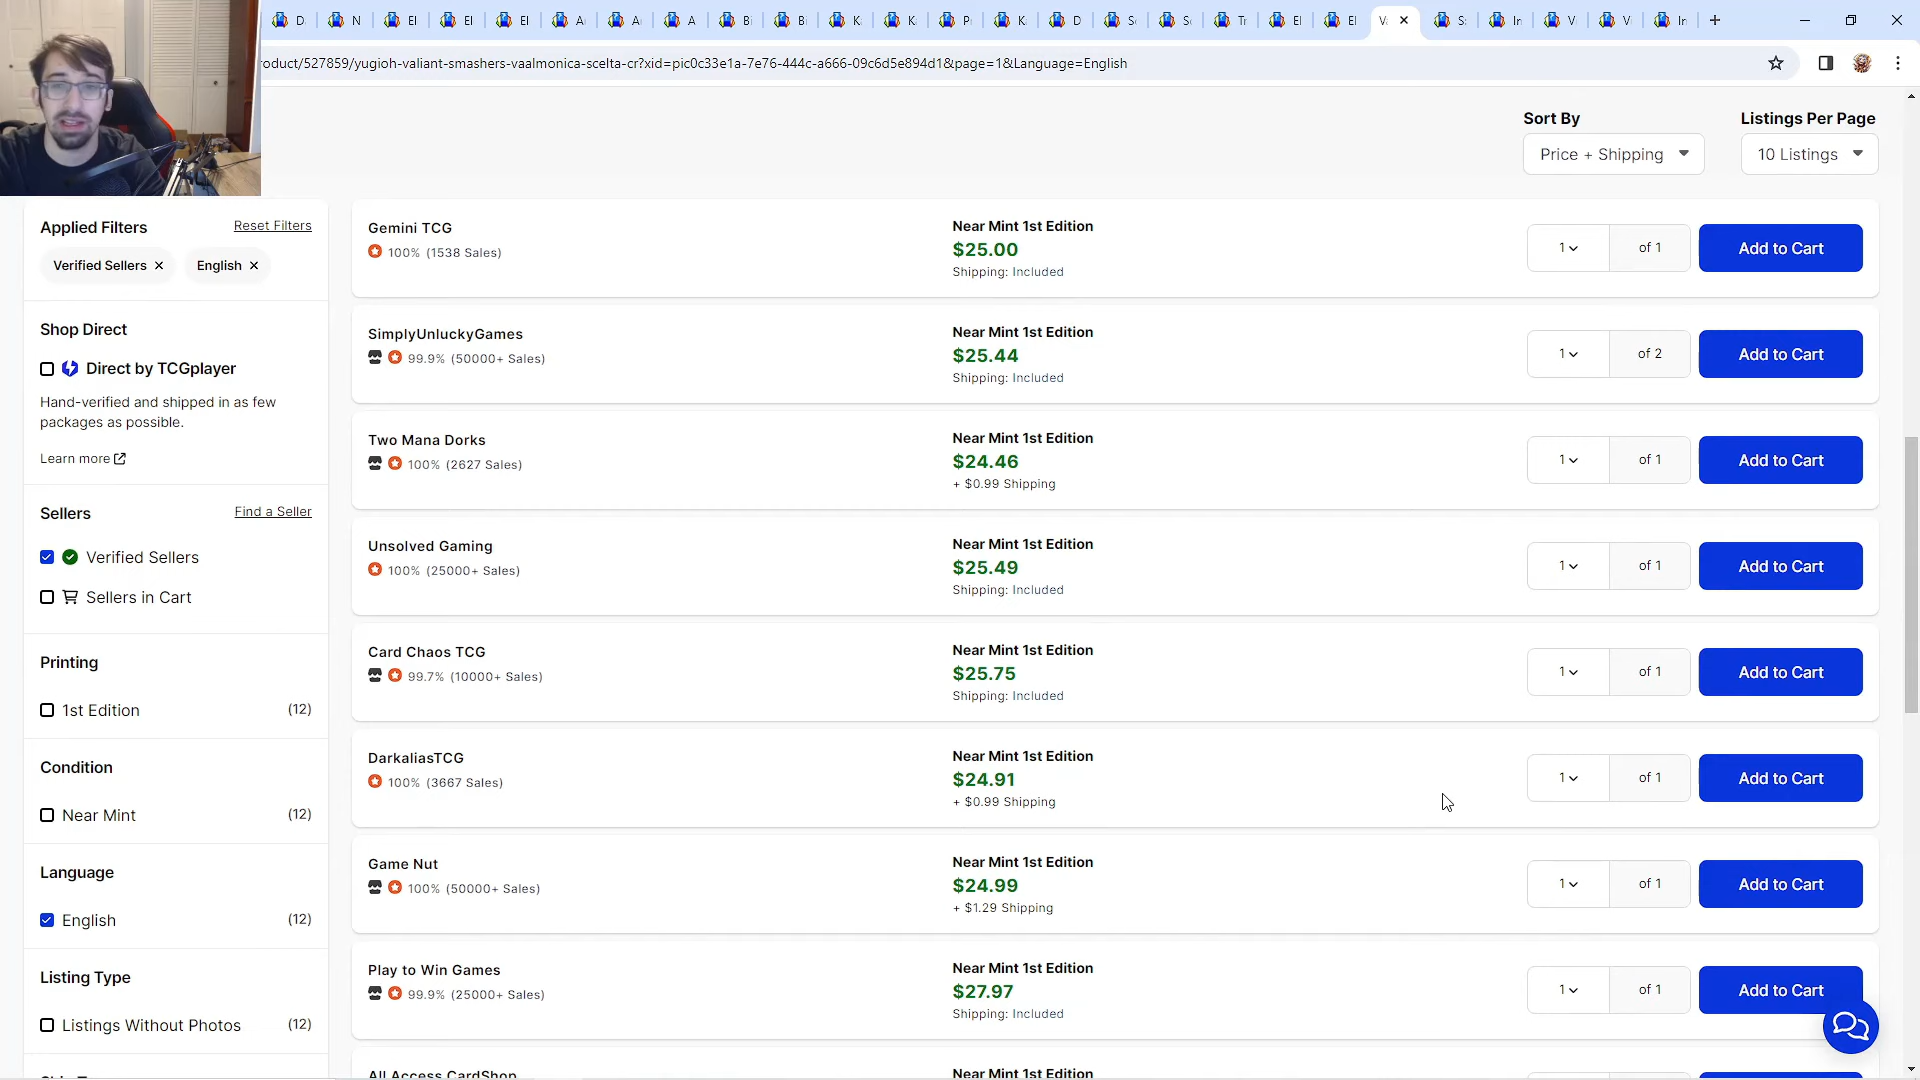 D
N
El
El
El
A
A
A
Bi
Bi
K
K
P
K
D
S
S
Tr
El
El
V
S
In
V
V
In
roduct/527859/yugioh-valiant-smashers-vaalmonica-scelta-cr?xid=pic0c33e1a-7e76-444c-a666-09c6d5e894d1&page=1&Language=English
Sort By
Listings Per Page
Price + Shipping
10 Listings
Applied Filters
Reset Filters
Verified Sellers
English
Shop Direct
Direct by TCGplayer
Hand-verified and shipped in as few
packages as possible.
Learn more
Sellers
Find a Seller
Verified Sellers
Sellers in Cart
Printing
1st Edition (12)
Condition
Near Mint (12)
Language
English (12)
Listing Type
Listings Without Photos (12)
Gemini TCG
100% (1538 Sales)
Near Mint 1st Edition
$25.00
Shipping: Included
1 of 1
Add to Cart
SimplyUnluckyGames
99.9% (50000+ Sales)
Near Mint 1st Edition
$25.44
Shipping: Included
1 of 2
Add to Cart
Two Mana Dorks
100% (2627 Sales)
Near Mint 1st Edition
$24.46
+ $0.99 Shipping
1 of 1
Add to Cart
Unsolved Gaming
100% (25000+ Sales)
Near Mint 1st Edition
$25.49
Shipping: Included
1 of 1
Add to Cart
Card Chaos TCG
99.7% (10000+ Sales)
Near Mint 1st Edition
$25.75
Shipping: Included
1 of 1
Add to Cart
DarkaliasTCG
100% (3667 Sales)
Near Mint 1st Edition
$24.91
+ $0.99 Shipping
1 of 1
Add to Cart
Game Nut
100% (50000+ Sales)
Near Mint 1st Edition
$24.99
+ $1.29 Shipping
1 of 1
Add to Cart
Play to Win Games
99.9% (25000+ Sales)
Near Mint 1st Edition
$27.97
Shipping: Included
1 of 1
Add to Cart
All Access CardShop
Near Mint 1st Edition